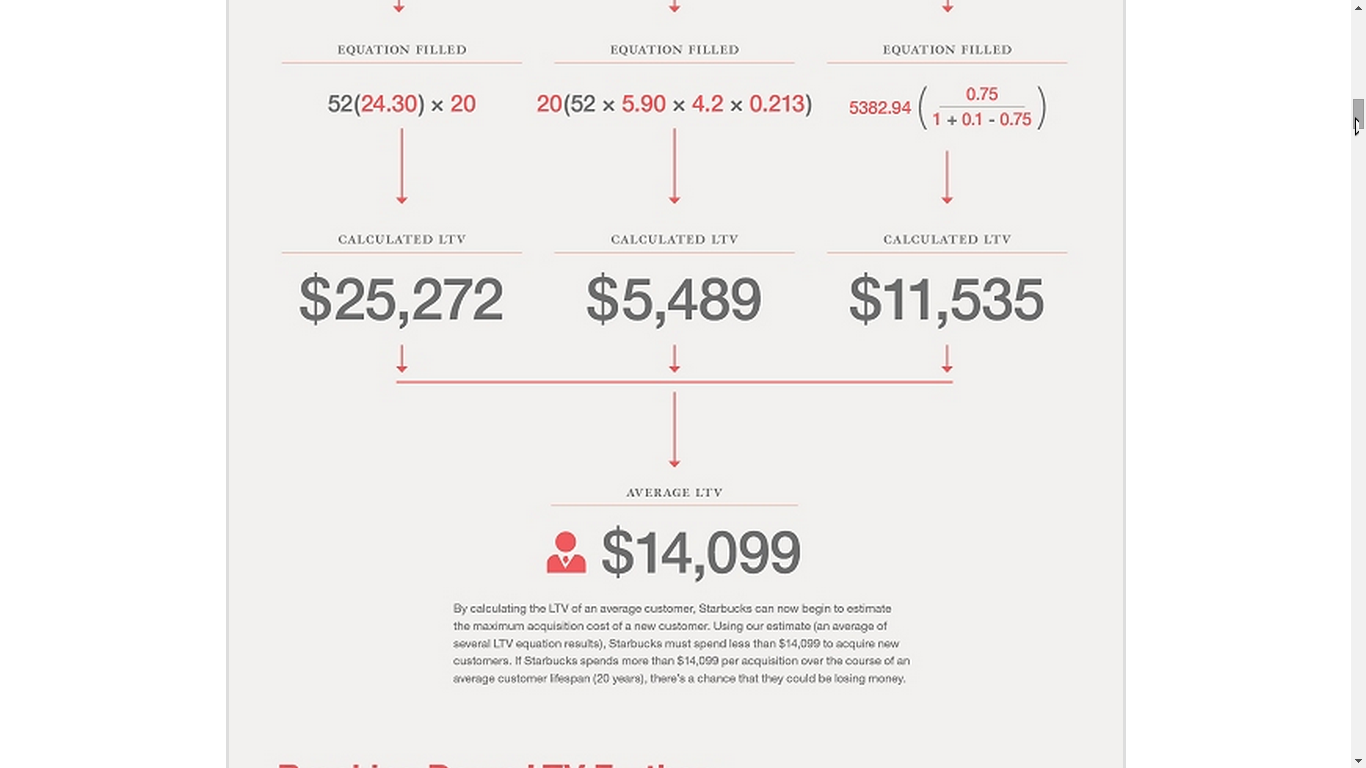 EQUATION FILLED EQUATION FILLED EQUATION FILLED
52(24.30) × 20 20(52 × 5.90 × 4.2 × 0.213) 5382.94 ( 0.75
1 + 0.1 - 0.75 )
CALCULATED LTV CALCULATED LTV CALCULATED LTV
$25,272 $5,489 $11,535
AVERAGE LTV
$14,099
By calculating the LTV of an average customer, Starbucks can now begin to estimate
the maximum acquisition cost of a new customer. Using our estimate (an average of
several LTV equation results), Starbucks must spend less than $14,099 to acquire new
customers. If Starbucks spends more than $14,099 per acquisition over the course of an
average customer lifespan (20 years), there's a chance that they could be losing money.